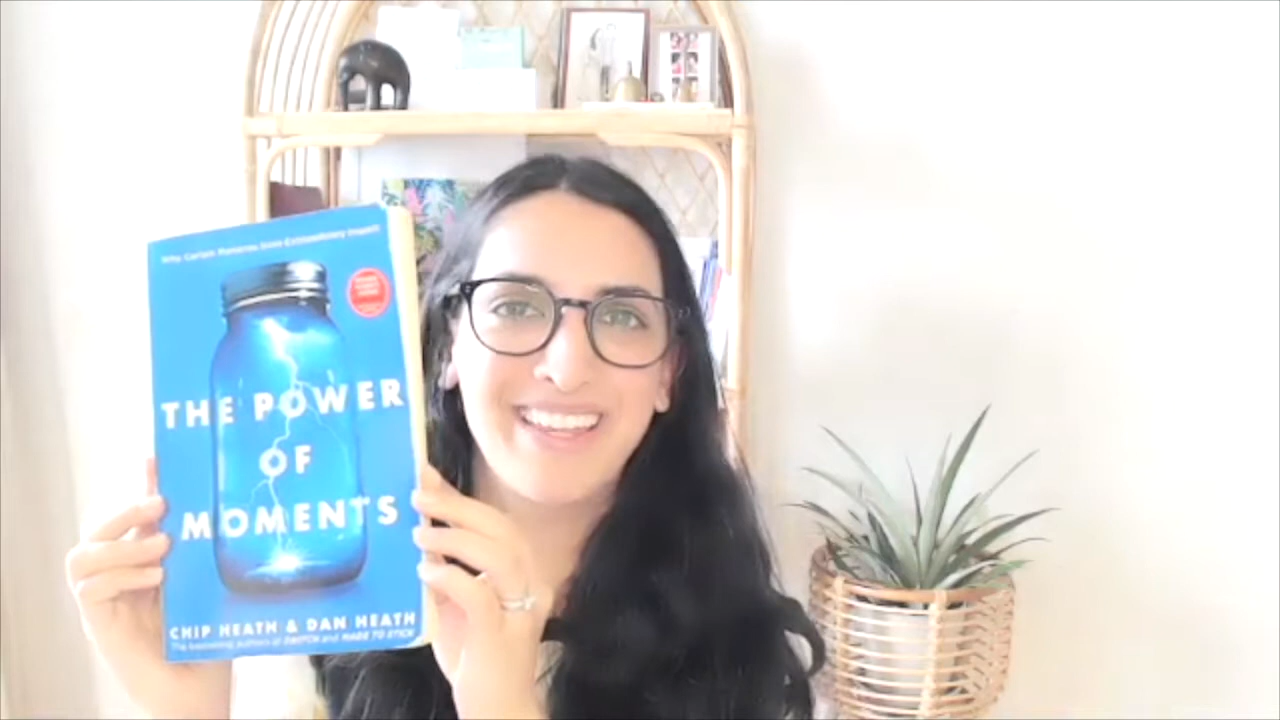 Why Certain Moments Have Extraordinary Impact
THE POWER
OF
MOMENTS
CHIP HEATH & DAN HEATH
The bestselling authors of SWITCH and MADE TO STICK